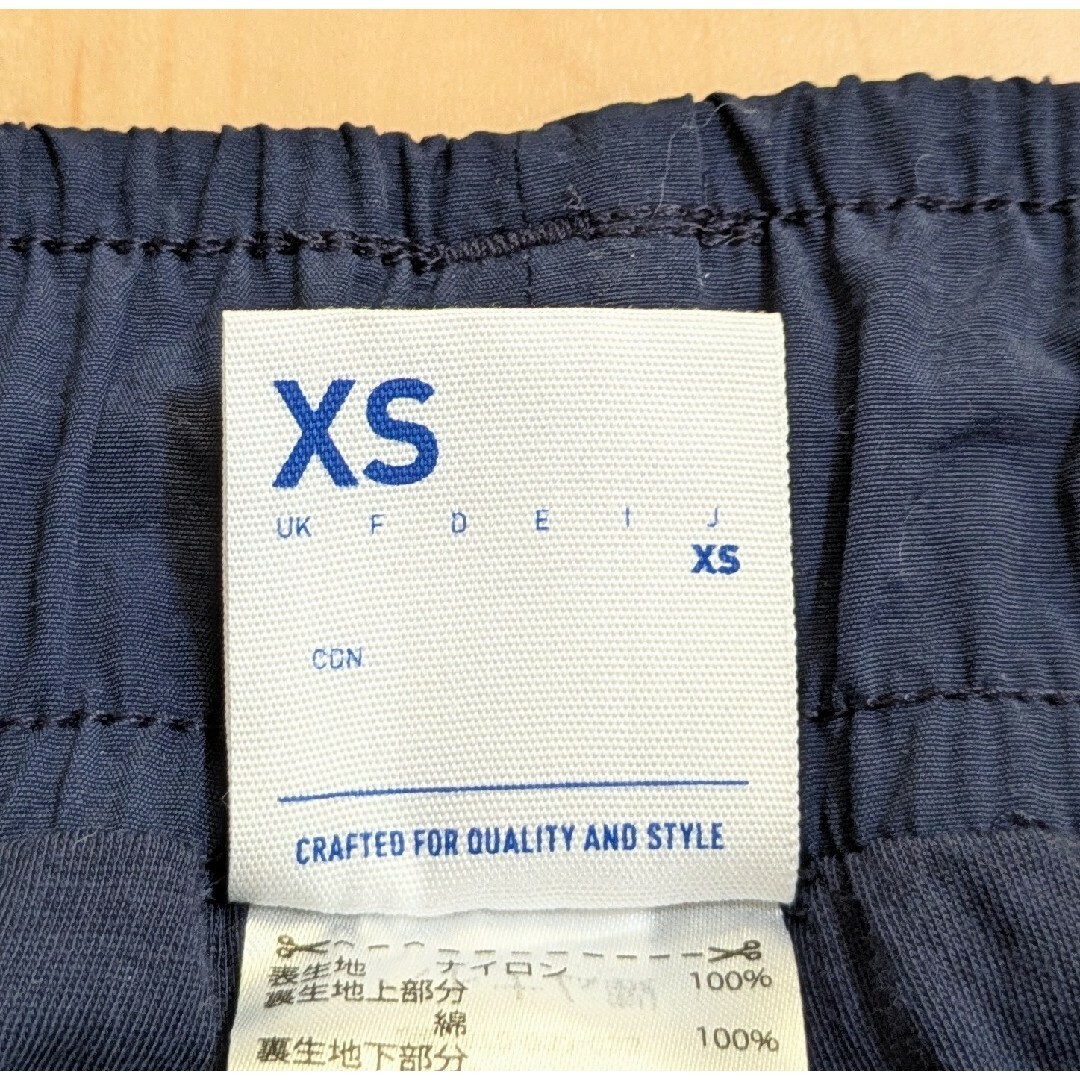 XS
UK F D E I J
XS
CDN
CRAFTED FOR QUALITY AND STYLE
表生地 ナイロン 100%
裏生地上部分
綿 100%
裏生地下部分